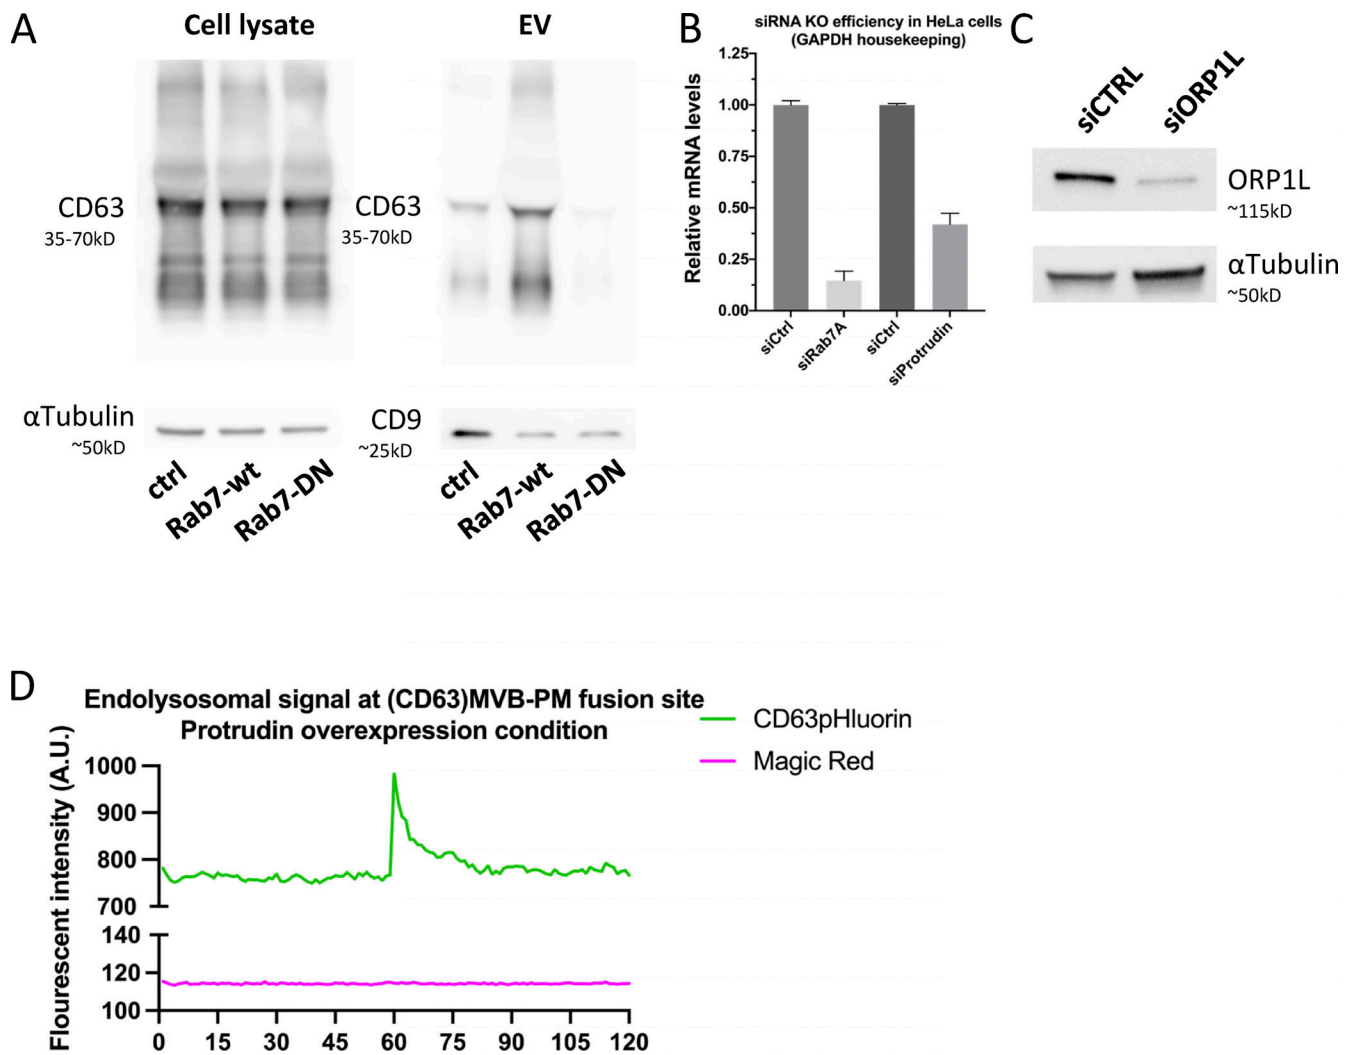 A
Cell lysate
EV
CD63
35-70kD
CD63
35-70kD
αTubulin
~50kD
CD9
~25kD
ctrl
Rab7-wt
Rab7-DN
ctrl
Rab7-wt
Rab7-DN
B
siRNA KO efficiency in HeLa cells
(GAPDH housekeeping)
Relative mRNA levels
1.25
1.00
0.75
0.50
0.25
0.00
siCtrl
siRab7A
siCtrl
siProtrudin
C
siCTRL
siORP1L
ORP1L
~115kD
αTubulin
~50kD
D
Endolysosomal signal at (CD63)MVB-PM fusion site
Protrudin overexpression condition
CD63pHluorin
Magic Red
Flourescent intensity (A.U.)
1000
900
800
700
140
120
100
0 15 30 45 60 75 90 105 120